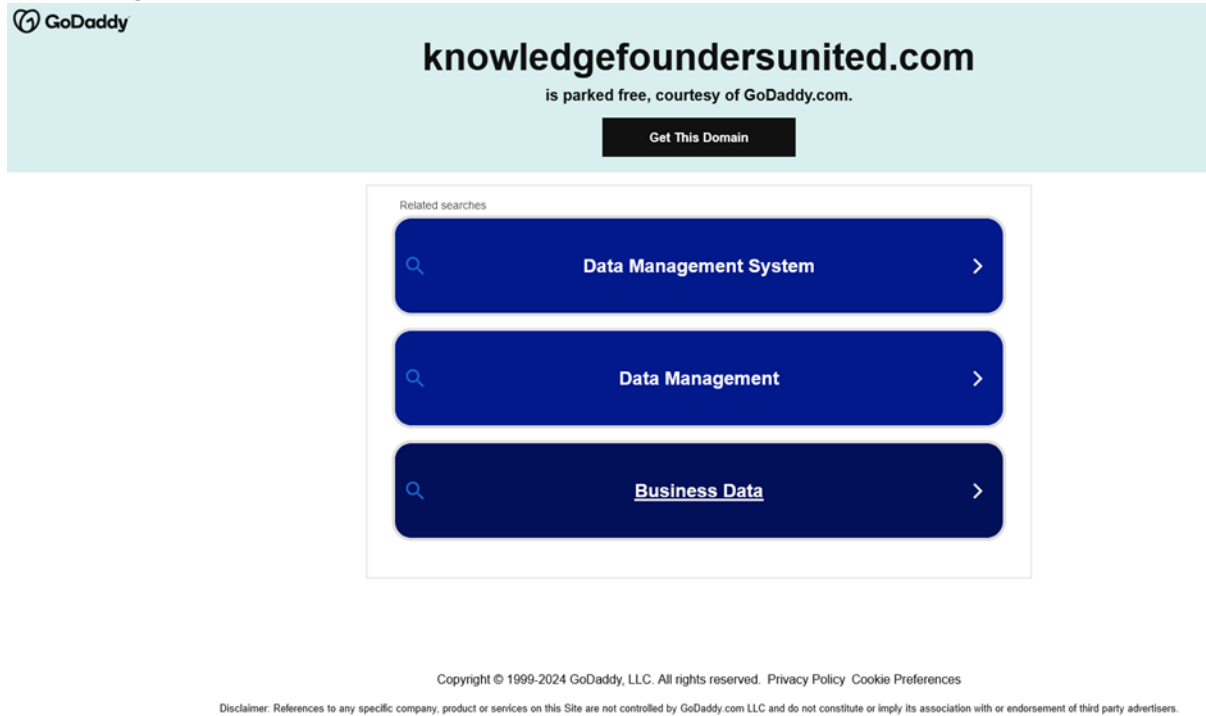 GoDaddy
knowledgefoundersunited.com
is parked free, courtesy of GoDaddy.com.
Get This Domain
Related searches
Data Management System
Data Management
Business Data
Copyright © 1999-2024 GoDaddy, LLC. All rights reserved. Privacy Policy Cookie Preferences
Disclaimer: References to any specific company, product or services on this Site are not controlled by GoDaddy.com LLC and do not constitute or imply its association with or endorsement of third party advertisers.